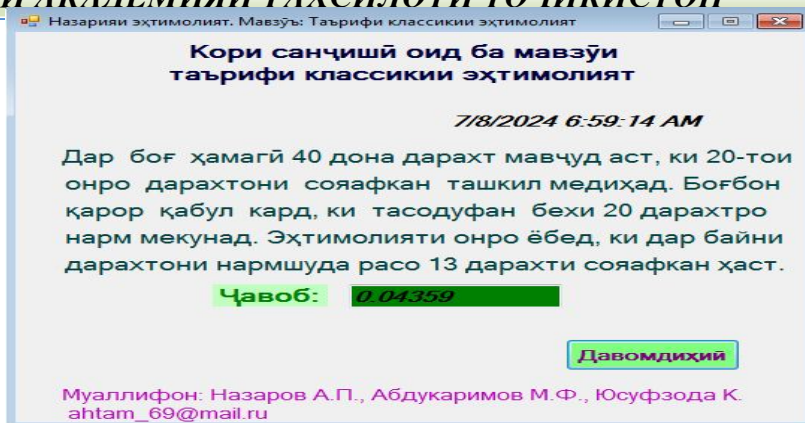 Назарияи эҳтимолият. Мавзӯъ: Таърифи классикии эҳтимолият
Кори санҷишӣ оид ба мавзӯи
таърифи классикии эҳтимолият
7/8/2024 6:59:14 AM
Дар боғ ҳамагӣ 40 дона дарахт мавҷуд аст, ки 20-тои
онро дарахтони сояафкан ташкил медиҳад. Боғбон
қарор қабул кард, ки тасодуфан бехи 20 дарахтро
нарм мекунад. Эҳтимолияти онро ёбед, ки дар байни
дарахтони нармшуда расо 13 дарахти сояафкан ҳаст.
Ҷавоб: 0.04359
Давомдиҳӣ
Муаллифон: Назаров А.П., Абдукаримов М.Ф., Юсуфзода К.
ahtam_69@mail.ru